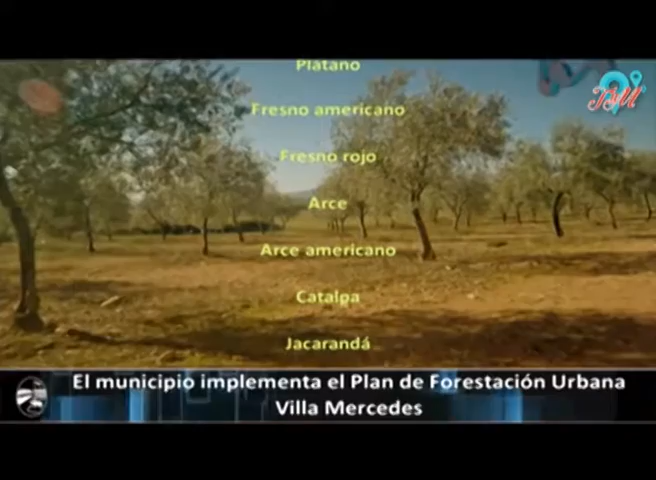 Plátano
Fresno americano
Fresno rojo
Arce
Arce americano
Catalpa
Jacarandá
El municipio implementa el Plan de Forestación Urbana
Villa Mercedes